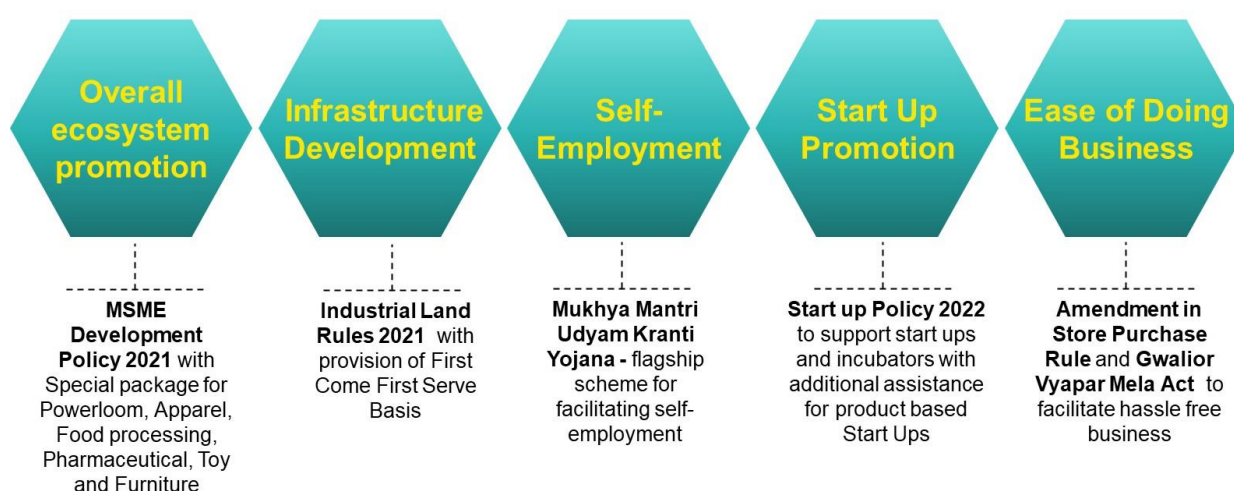 Overall
ecosystem
promotion
MSME
Development
Policy 2021 with
Special package for
Powerloom, Apparel,
Food processing,
Pharmaceutical, Toy
and Furniture
Infrastructure
Development
Industrial Land
Rules 2021 with
provision of First
Come First Serve
Basis
Self-
Employment
Mukhya Mantri
Udyam Kranti
Yojana - flagship
scheme for
facilitating self-
employment
Start Up
Promotion
Start up Policy 2022
to support start ups
and incubators with
additional assistance
for product based
Start Ups
Ease of Doing
Business
Amendment in
Store Purchase
Rule and Gwalior
Vyapar Mela Act to
facilitate hassle free
business